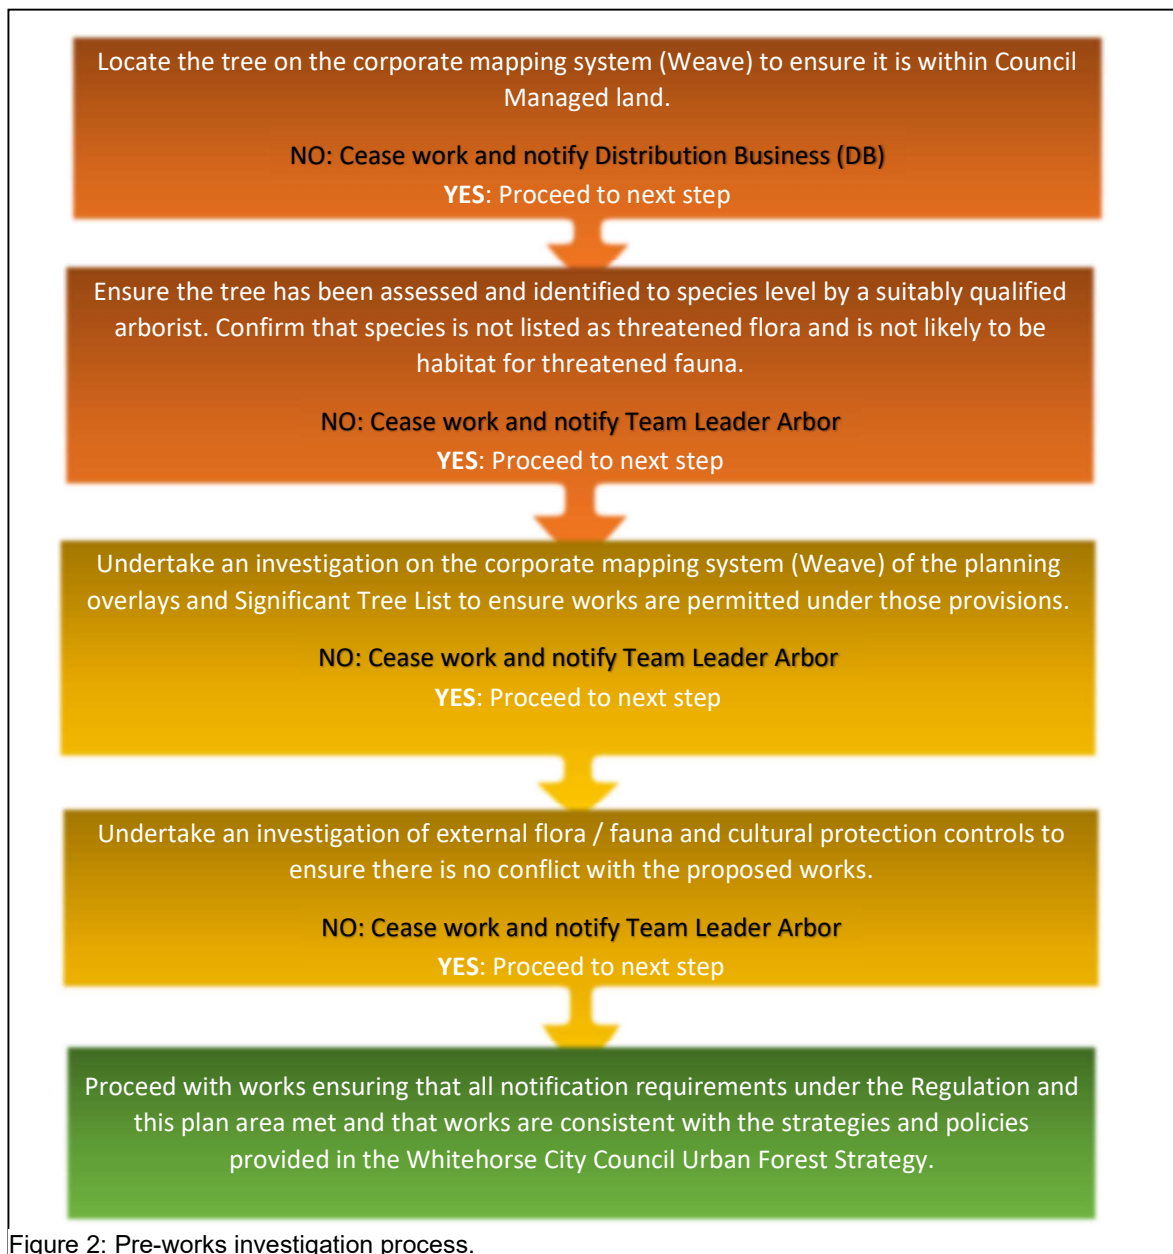 Locate the tree on the corporate mapping system (Weave) to ensure it is within Council
Managed land.
NO: Cease work and notify Distribution Business (DB)
YES: Proceed to next step
Ensure the tree has been assessed and identified to species level by a suitably qualified
arborist. Confirm that species is not listed as threatened flora and is not likely to be
habitat for threatened fauna.
NO: Cease work and notify Team Leader Arbor
YES: Proceed to next step
Undertake an investigation on the corporate mapping system (Weave) of the planning
overlays and Significant Tree List to ensure works are permitted under those provisions.
NO: Cease work and notify Team Leader Arbor
YES: Proceed to next step
Undertake an investigation of external flora / fauna and cultural protection controls to
ensure there is no conflict with the proposed works.
NO: Cease work and notify Team Leader Arbor
YES: Proceed to next step
Proceed with works ensuring that all notification requirements under the Regulation and
this plan area met and that works are consistent with the strategies and policies
provided in the Whitehorse City Council Urban Forest Strategy.
Figure 2: Pre-works investigation process.